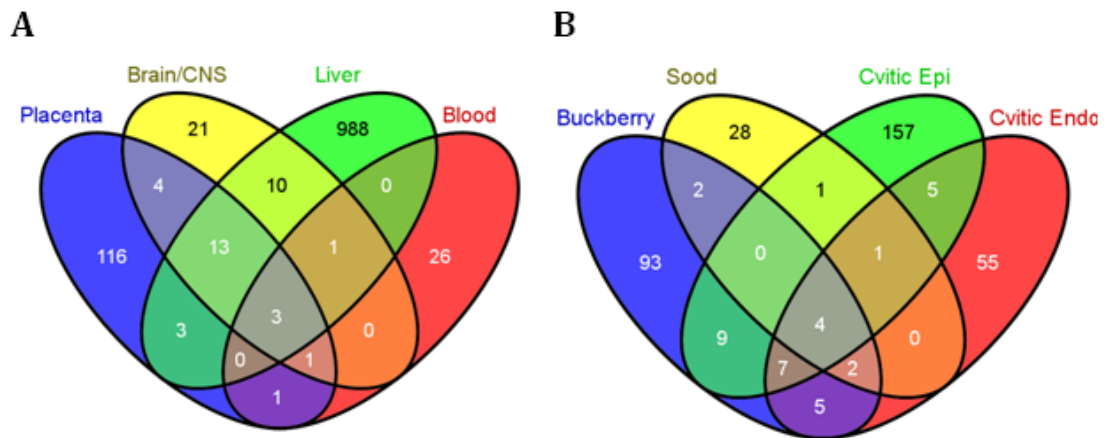 A
B
Brain/CNS Liver
Placenta Blood
21 988
4 10 0
116 13 1 26
3 3 0
0 1
1
Sood Cvitic Epi
Buckberry Cvitic Endo
28 157
2 1 5
93 0 1 55
9 4 0
7 2
5